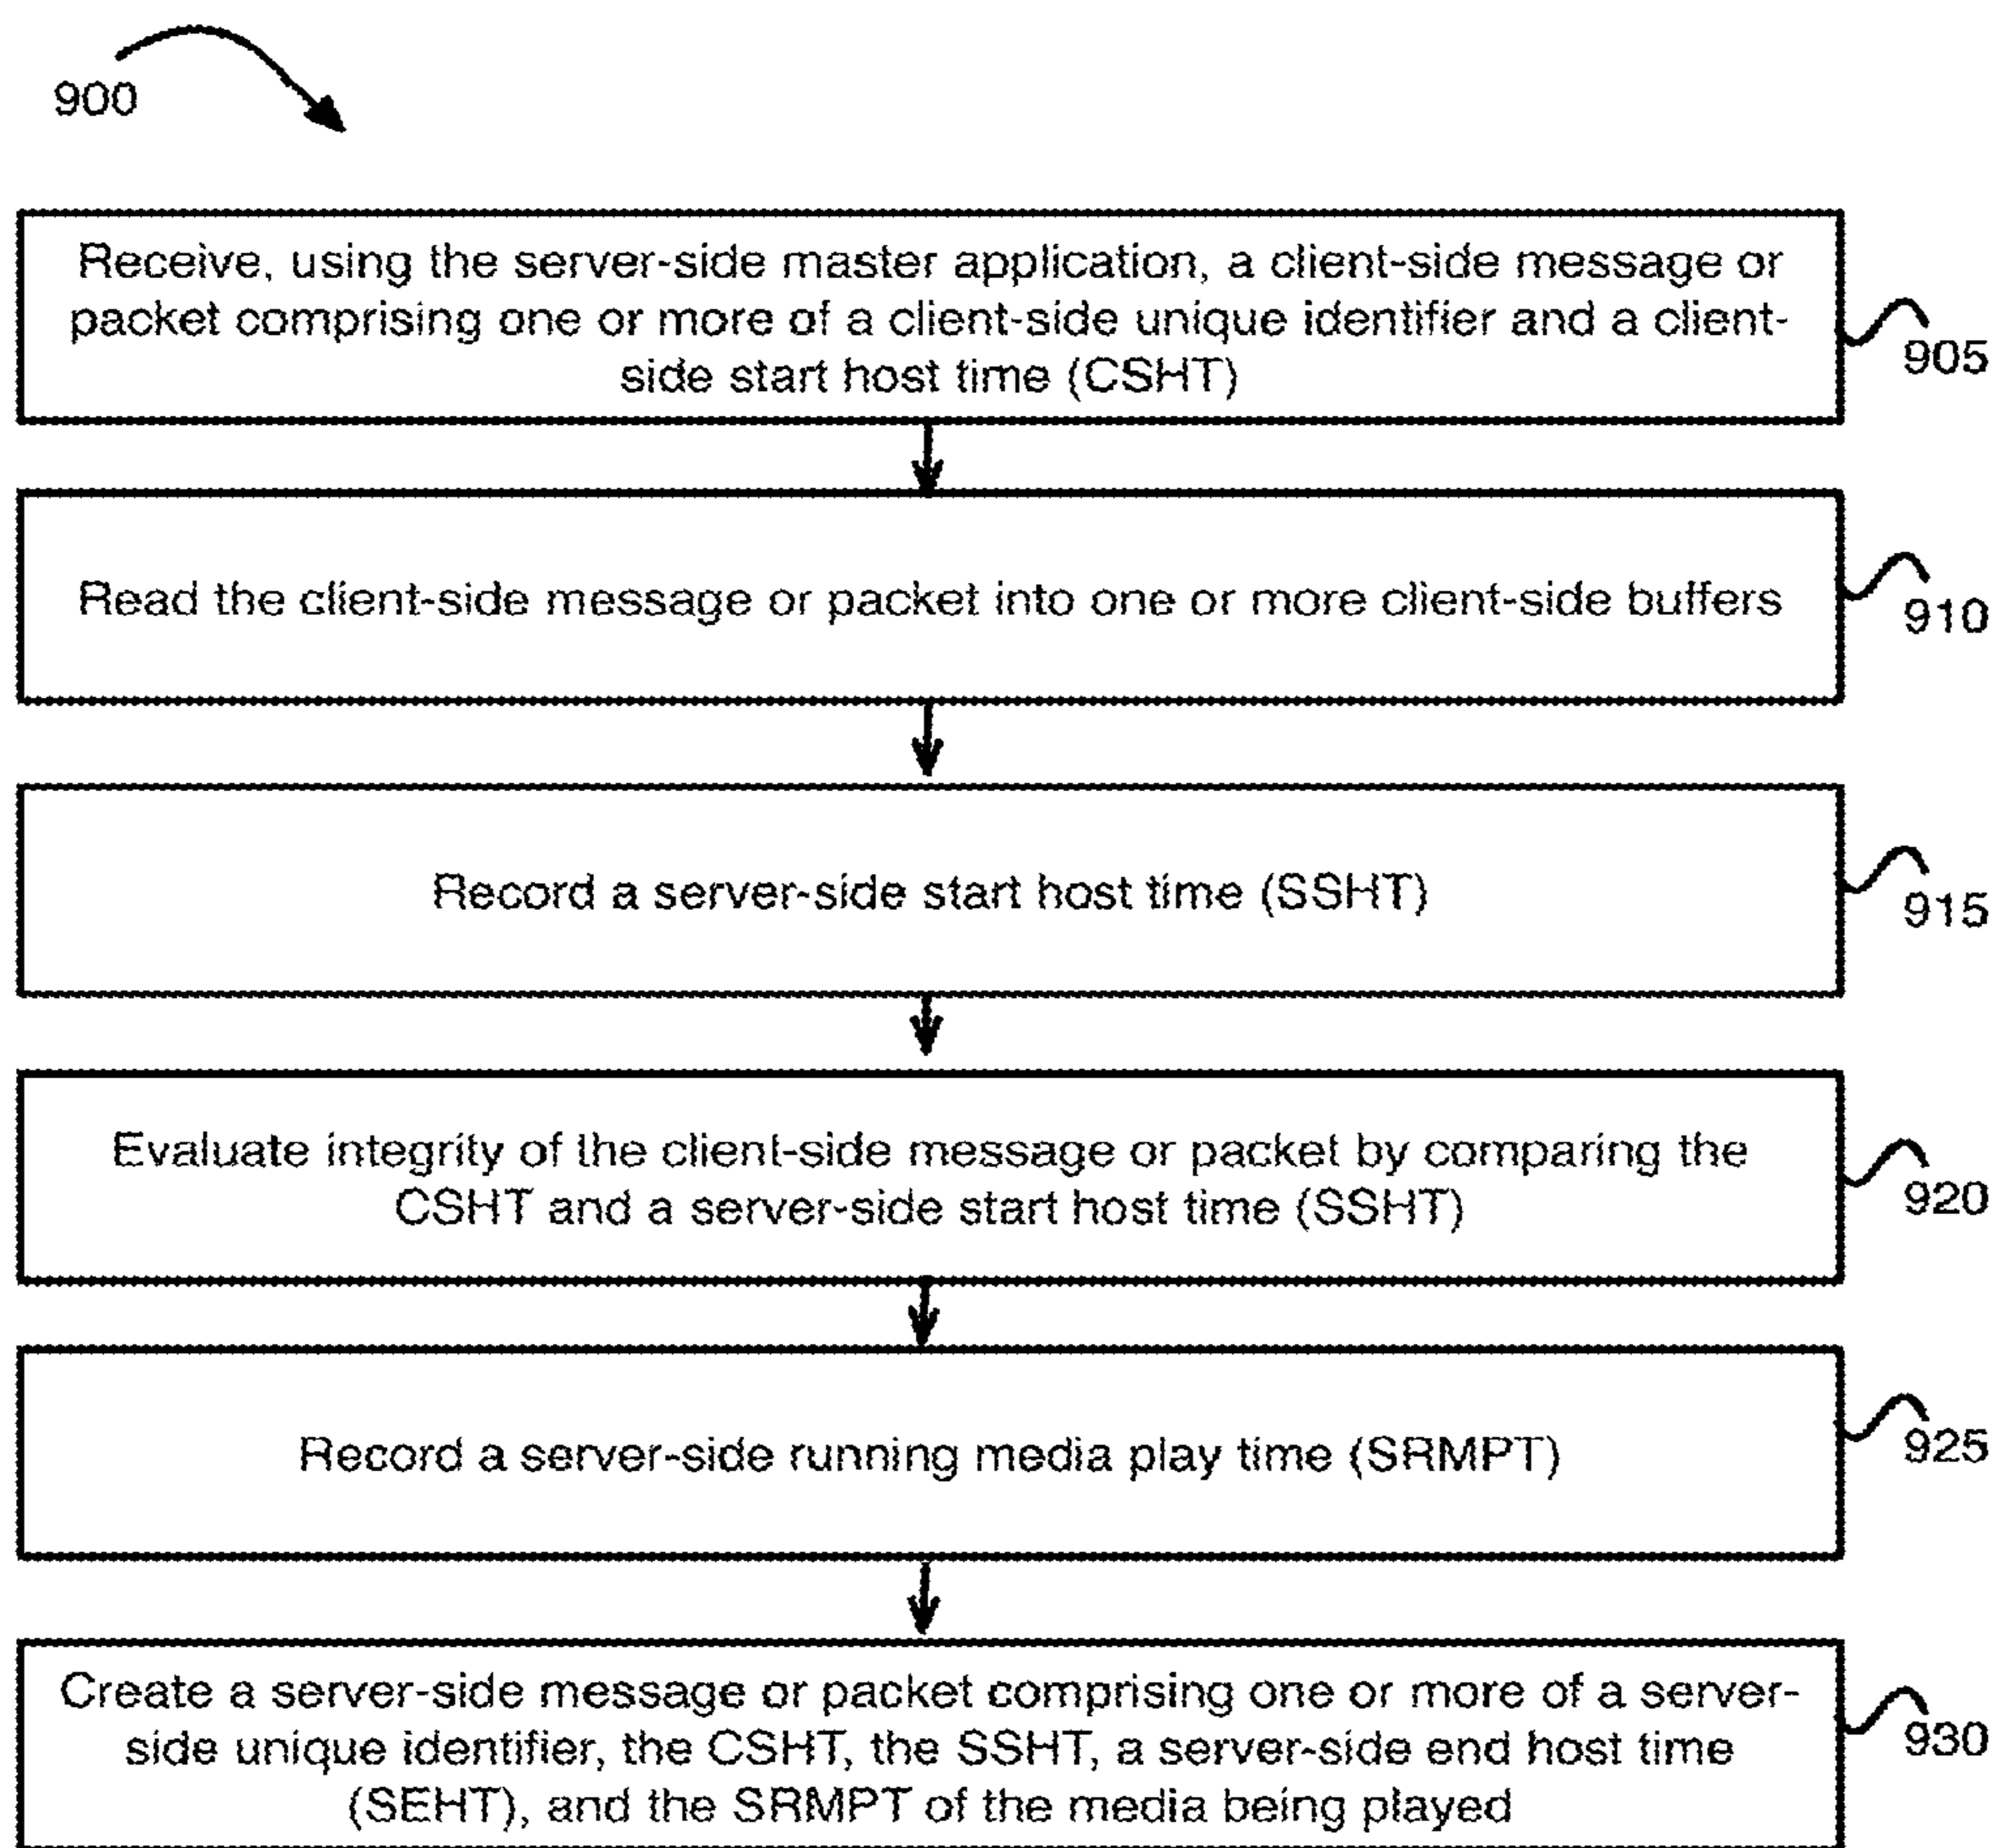 900
Receive, using the server-side master application, a client-side message or
packet comprising one or more of a client-side unique identifier and a client-
side start host time (CSHT)
905
Read the client-side message or packet into one or more client-side buffers
910
Record a server-side start host time (SSHT)
915
Evaluate integrity of the client-side message or packet by comparing the
CSHT and a server-side start host time (SSHT)
920
Record a server-side running media play time (SRMPT)
925
Create a server-side message or packet comprising one or more of a server-
side unique identifier, the CSHT, the SSHT, a server-side end host time
(SEHT), and the SRMPT of the media being played
930